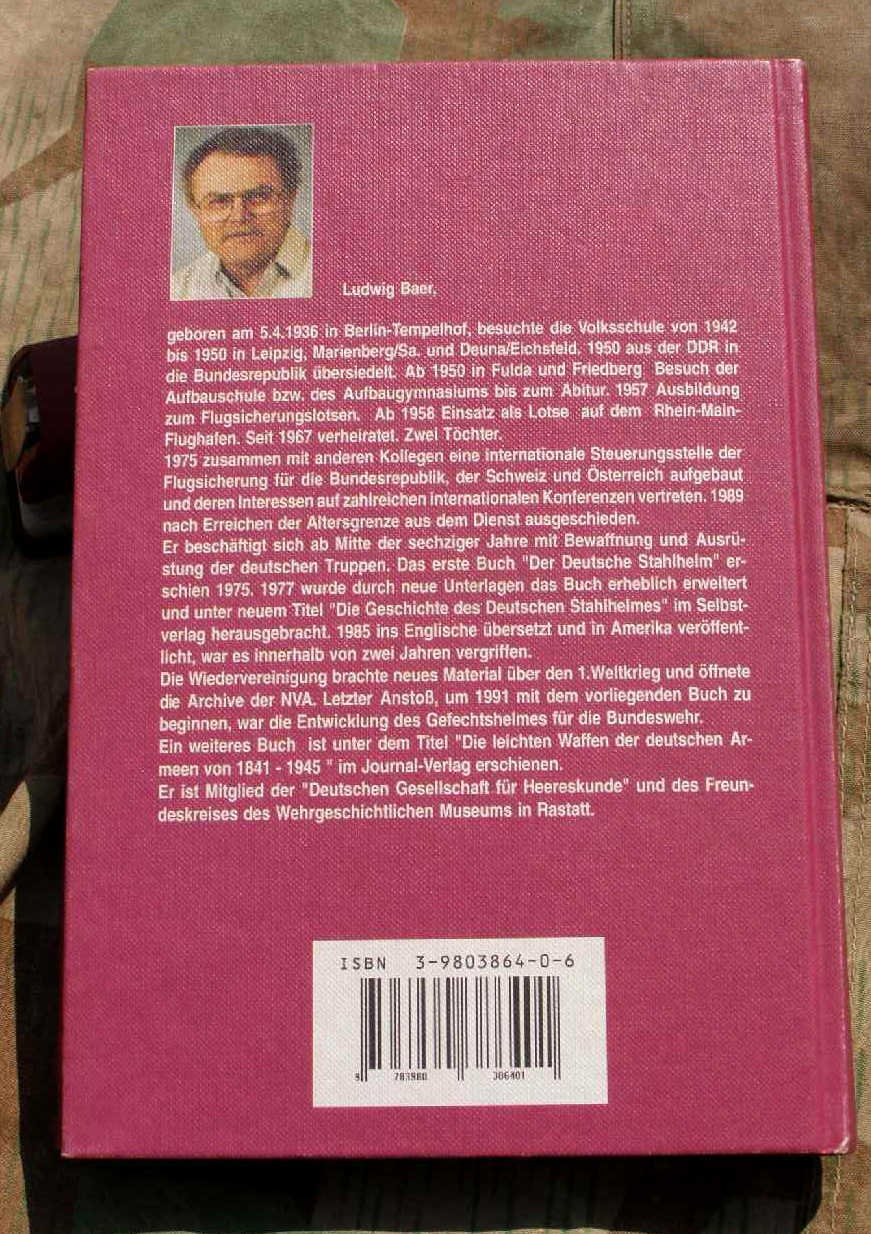 Ludwig Baer,
geboren am 5.4.1936 in Berlin-Tempelhof, besuchte die Volksschule von 1942
bis 1950 in Leipzig, Marienberg/Sa. und Deuna/Eichsfeld. 1950 aus der DDR in
die Bundesrepublik übersiedelt. Ab 1950 in Fulda und Friedberg Besuch der
Aufbauschule bzw. des Aufbaugymnasiums bis zum Abitur. 1957 Ausbildung
zum Flugsicherungslotsen. Ab 1958 Einsatz als Lotse auf dem Rhein-Main-
Flughafen. Seit 1967 verheiratet. Zwei Töchter.
1975 zusammen mit anderen Kollegen eine internationale Steuerungsstelle der
Flugsicherung für die Bundesrepublik, der Schweiz und Österreich aufgebaut
und deren Interessen auf zahlreichen internationalen Konferenzen vertreten. 1989
nach Erreichen der Altersgrenze aus dem Dienst ausgeschieden.
Er beschäftigt sich ab Mitte der sechziger Jahre mit Bewaffnung und Ausrü-
stung der deutschen Truppen. Das erste Buch "Der Deutsche Stahlhelm" er-
schien 1975. 1977 wurde durch neue Unterlagen das Buch erheblich erweitert
und unter neuem Titel "Die Geschichte des Deutschen Stahlhelmes" im Selbst-
verlag herausgebracht. 1985 ins Englische übersetzt und in Amerika veröffent-
licht, war es innerhalb von zwei Jahren vergriffen.
Die Wiedervereinigung brachte neues Material über den 1.Weltkrieg und öffnete
die Archive der NVA. Letzter Anstoß, um 1991 mit dem vorliegenden Buch zu
beginnen, war die Entwicklung des Gefechtshelmes für die Bundeswehr.
Ein weiteres Buch ist unter dem Titel "Die leichten Waffen der deutschen Ar-
meen von 1841 - 1945 " im Journal-Verlag erschienen.
Er ist Mitglied der "Deutschen Gesellschaft für Heereskunde" und des Freun-
deskreises des Wehrgeschichtlichen Museums in Rastatt.
ISBN 3-9803864-0-6
9 783980 386401